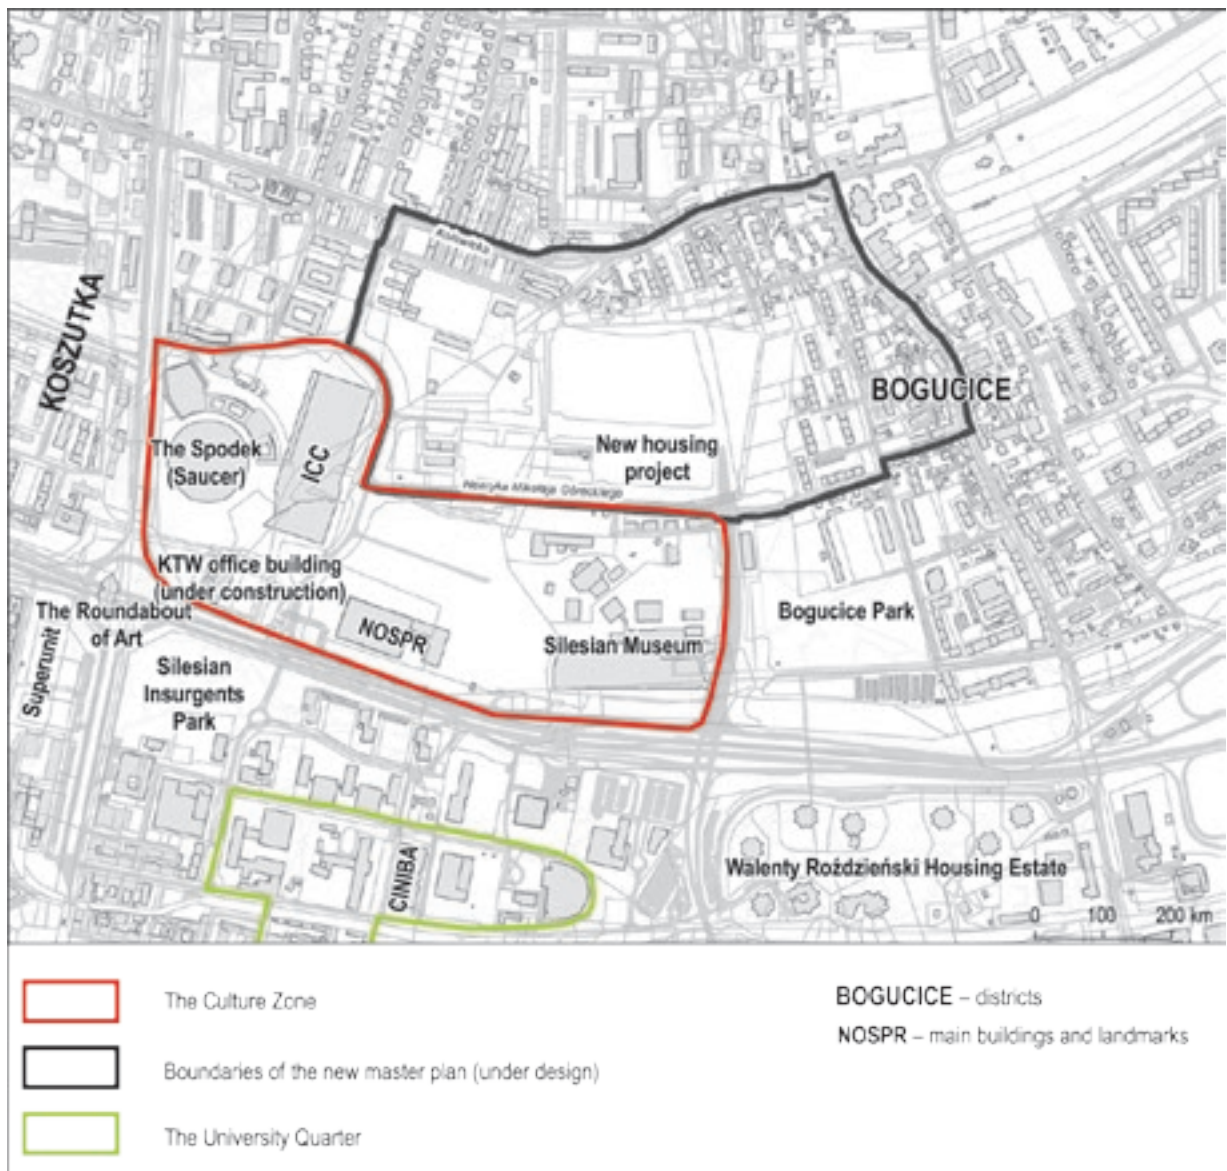 KOSZUTKA
BOGUCICE
The Spodek
(Saucer)
ICC
New housing
project
Henryka Mikołaja Góreckiego
KTW office building
(under construction)
The Roundabout
of Art
Superunit
NOSPR
Silesian Museum
Bogucice Park
Silesian
Insurgents
Park
CINIBA
Walenty Roździeński Housing Estate
0 100 200 km
The Culture Zone
Boundaries of the new master plan (under design)
The University Quarter
BOGUCICE – districts
NOSPR – main buildings and landmarks